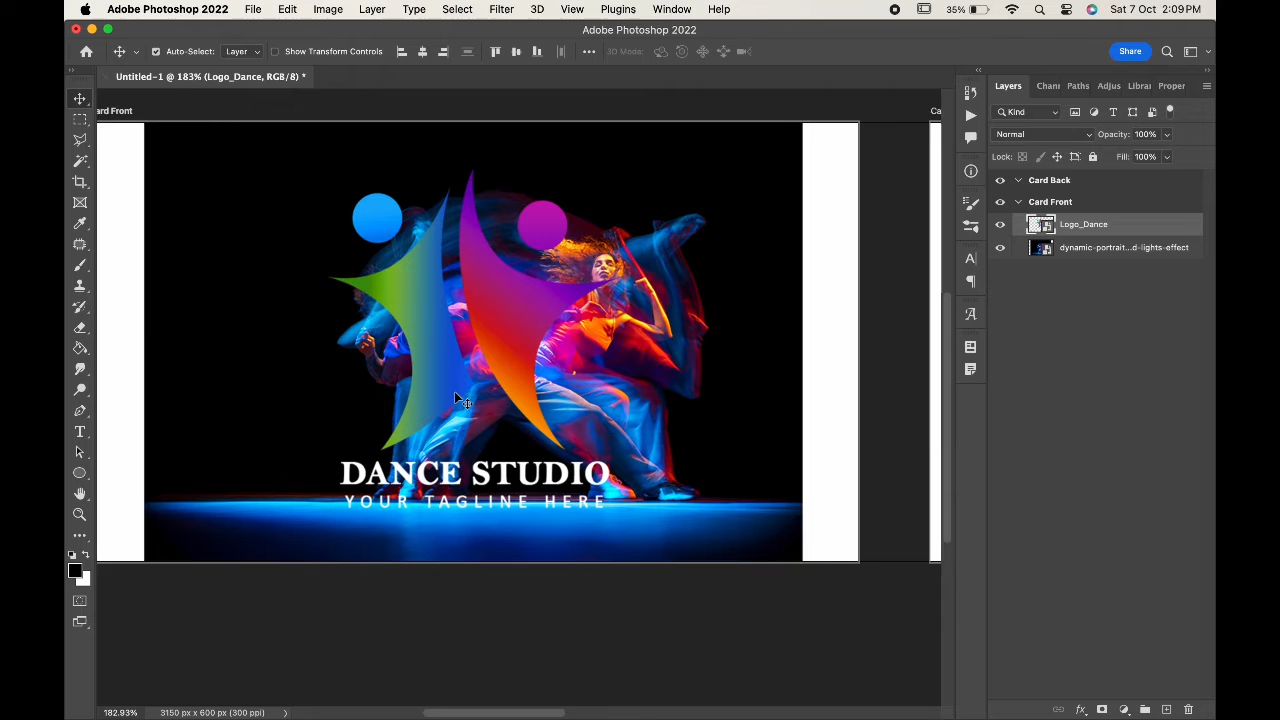 Adobe Photoshop 2022 File Edit Image Layer Type Select Filter 3D View Plugins Window Help 35% Sat 7 Oct 2:09 PM
Adobe Photoshop 2022
Auto-Select: Layer Show Transform Controls 3D Mode: Share
Untitled-1 @ 183% (Logo_Dance, RGB/8) *
Layers Chann Paths Adjus Librar Proper
ard Front
Ca
Kind
Normal Opacity: 100%
Lock: Fill: 100%
Card Back
Card Front
Logo_Dance
dynamic-portrait...d-lights-effect
DANCE STUDIO
YOUR TAGLINE HERE
182.93% 3150 px x 600 px (300 ppi)